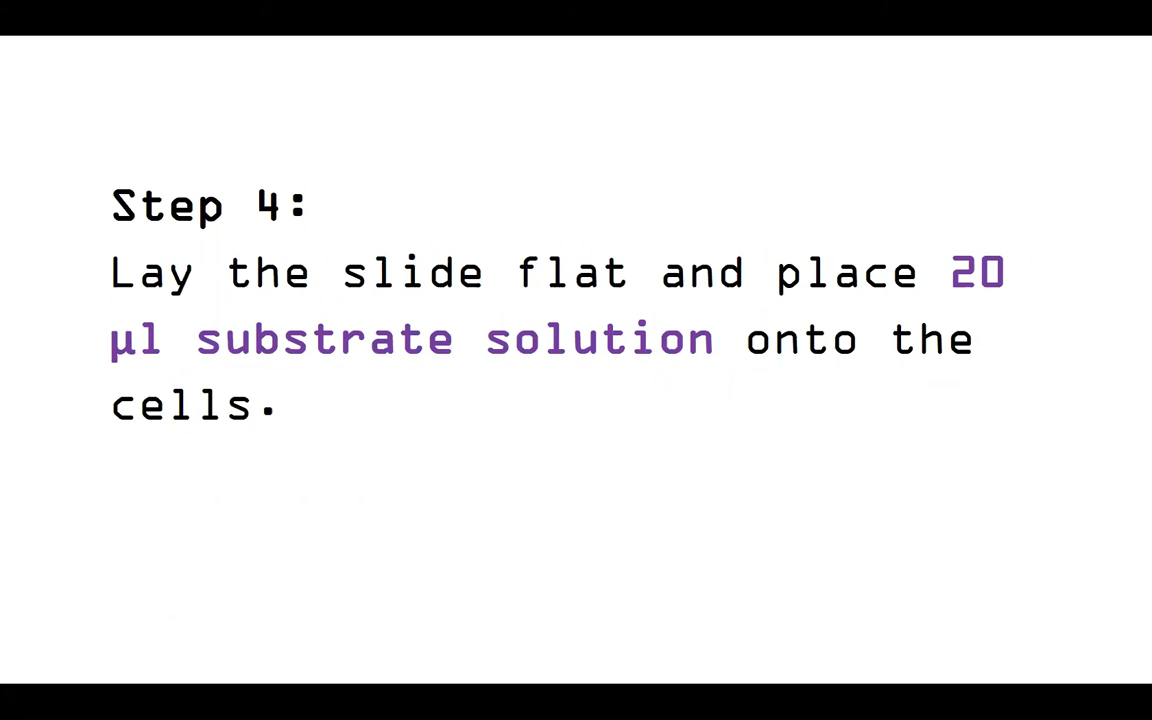 Step 4:
Lay the slide flat and place 20
µl substrate solution onto the
cells.